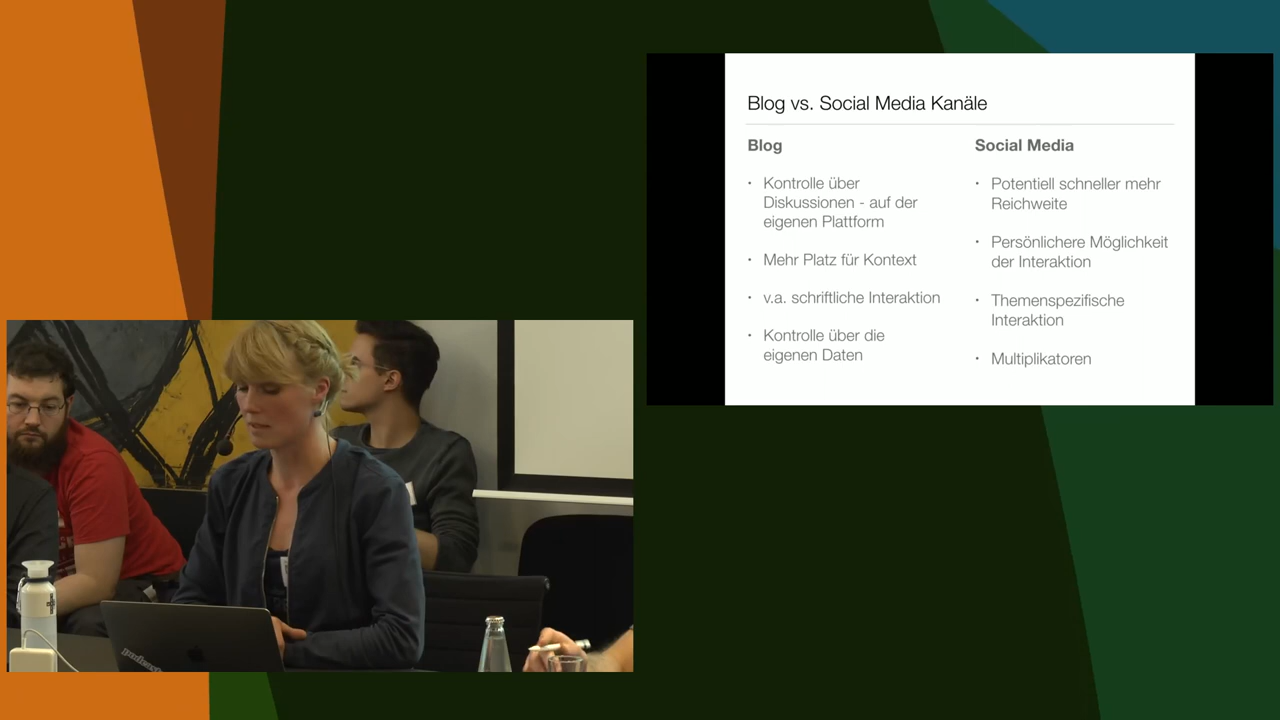 Blog vs. Social Media Kanäle
Blog
• Kontrolle über
Diskussionen - auf der
eigenen Plattform
• Mehr Platz für Kontext
• v.a. schriftliche Interaktion
• Kontrolle über die
eigenen Daten
Social Media
• Potentiell schneller mehr
Reichweite
• Persönlichere Möglichkeit
der Interaktion
• Themenspezifische
Interaktion
• Multiplikatoren